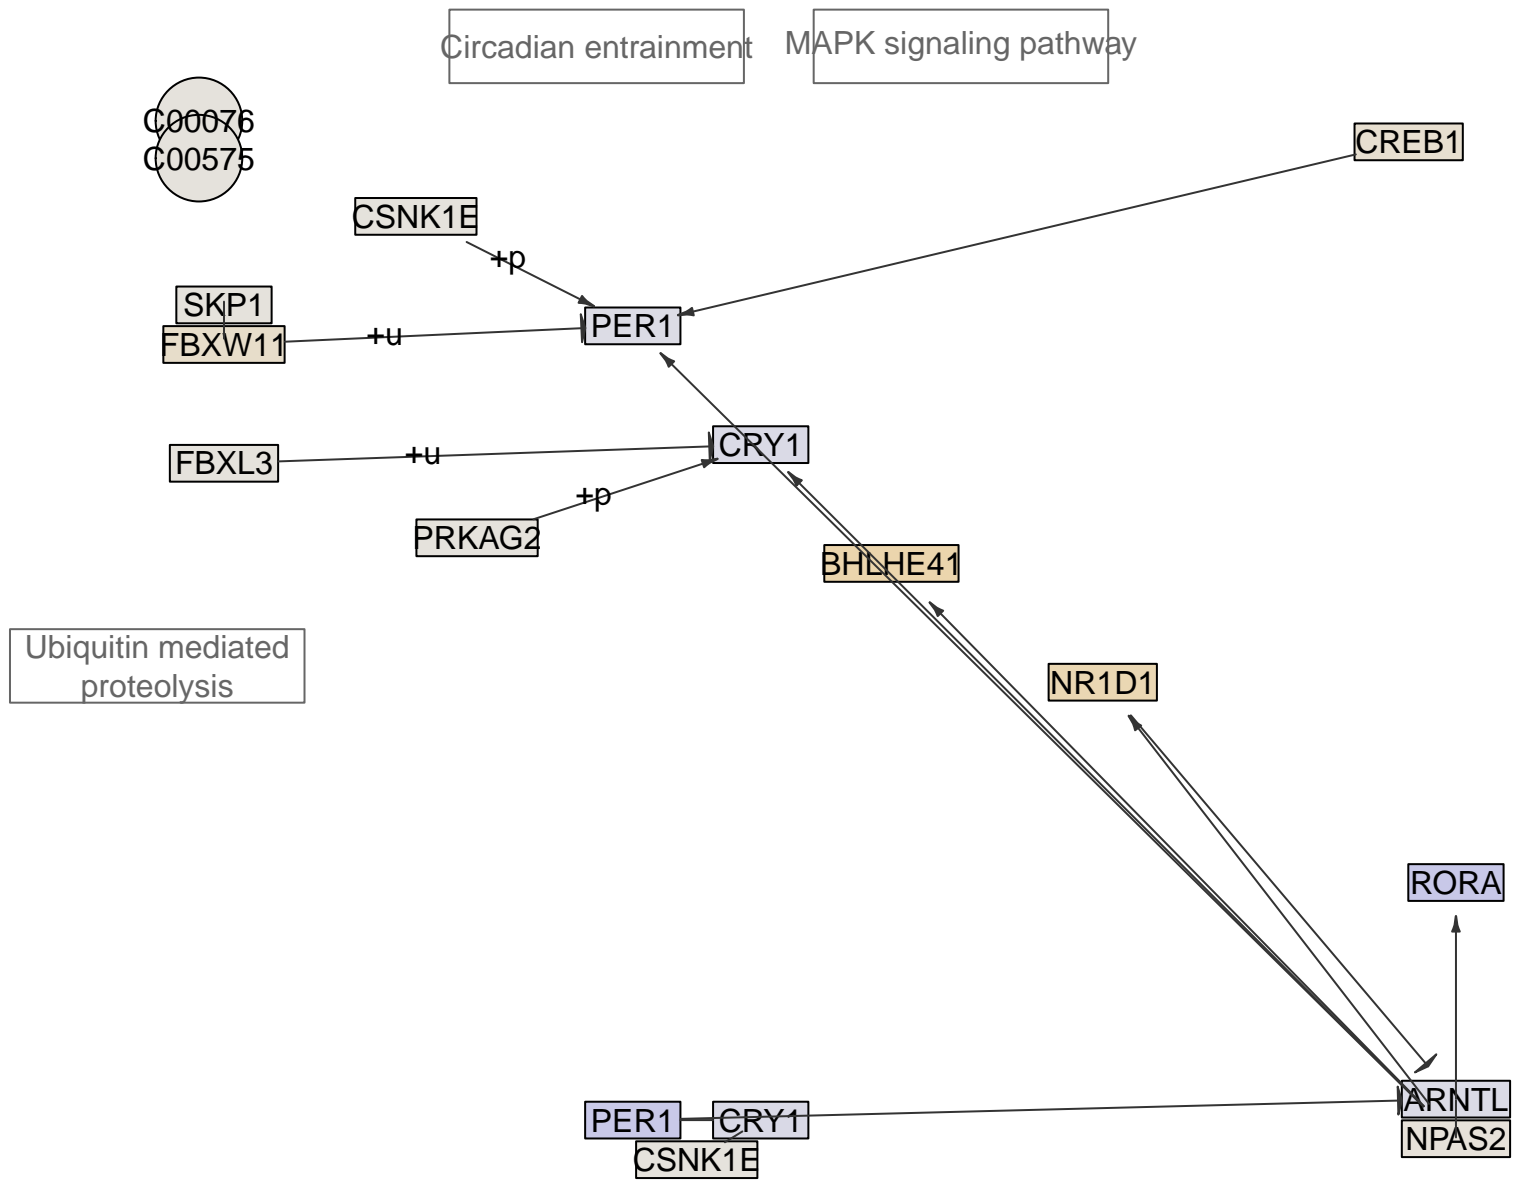 Circadian entrainment
MAPK signaling pathway
C00076
C00575
CREB1
CSNK1E
+p
SKP1
FBXW11
+u
PER1
CRY1
FBXL3
+u
+p
PRKAG2
BHLHE41
Ubiquitin mediated
proteolysis
NR1D1
RORA
ARNTL
NPAS2
PER1
CRY1
CSNK1E